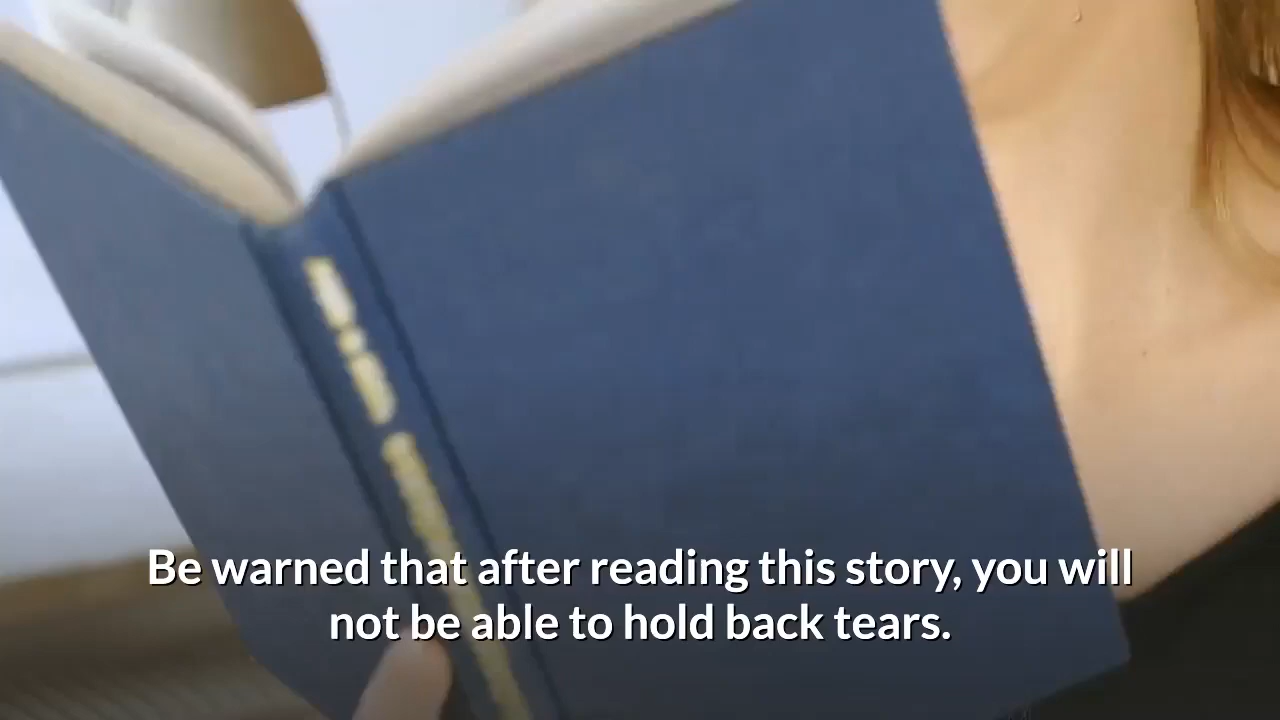 Be warned that after reading this story, you will
not be able to hold back tears.